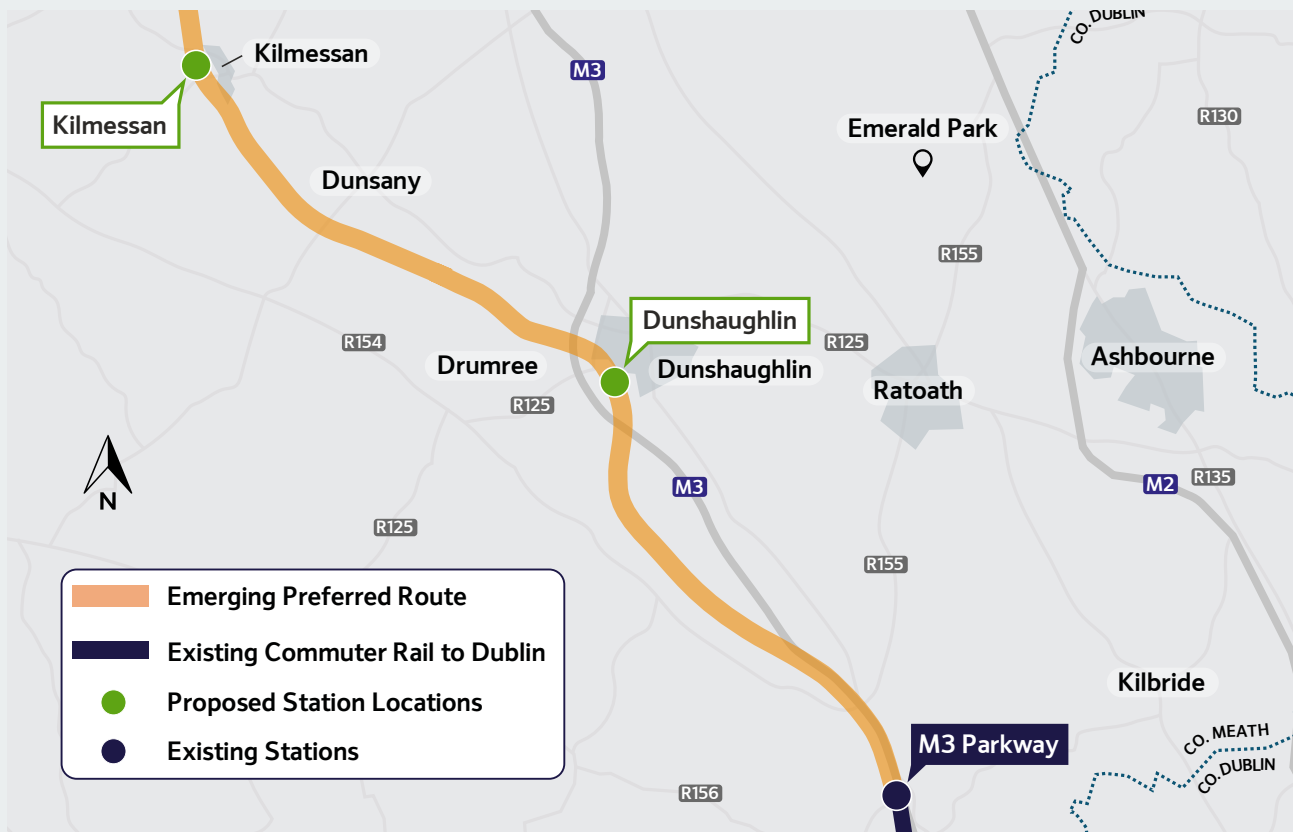 CO. DUBLIN
Kilmessan
M3
Kilmessan
R130
Emerald Park
Dunsany
R155
Dunshaughlin
R154
R125
Drumree
Dunshaughlin
Ashbourne
Ratoath
R125
N
M3
M2
R135
R125
R155
Emerging Preferred Route
Existing Commuter Rail to Dublin
Proposed Station Locations
Existing Stations
Kilbride
M3 Parkway
CO. MEATH
CO. DUBLIN
R156